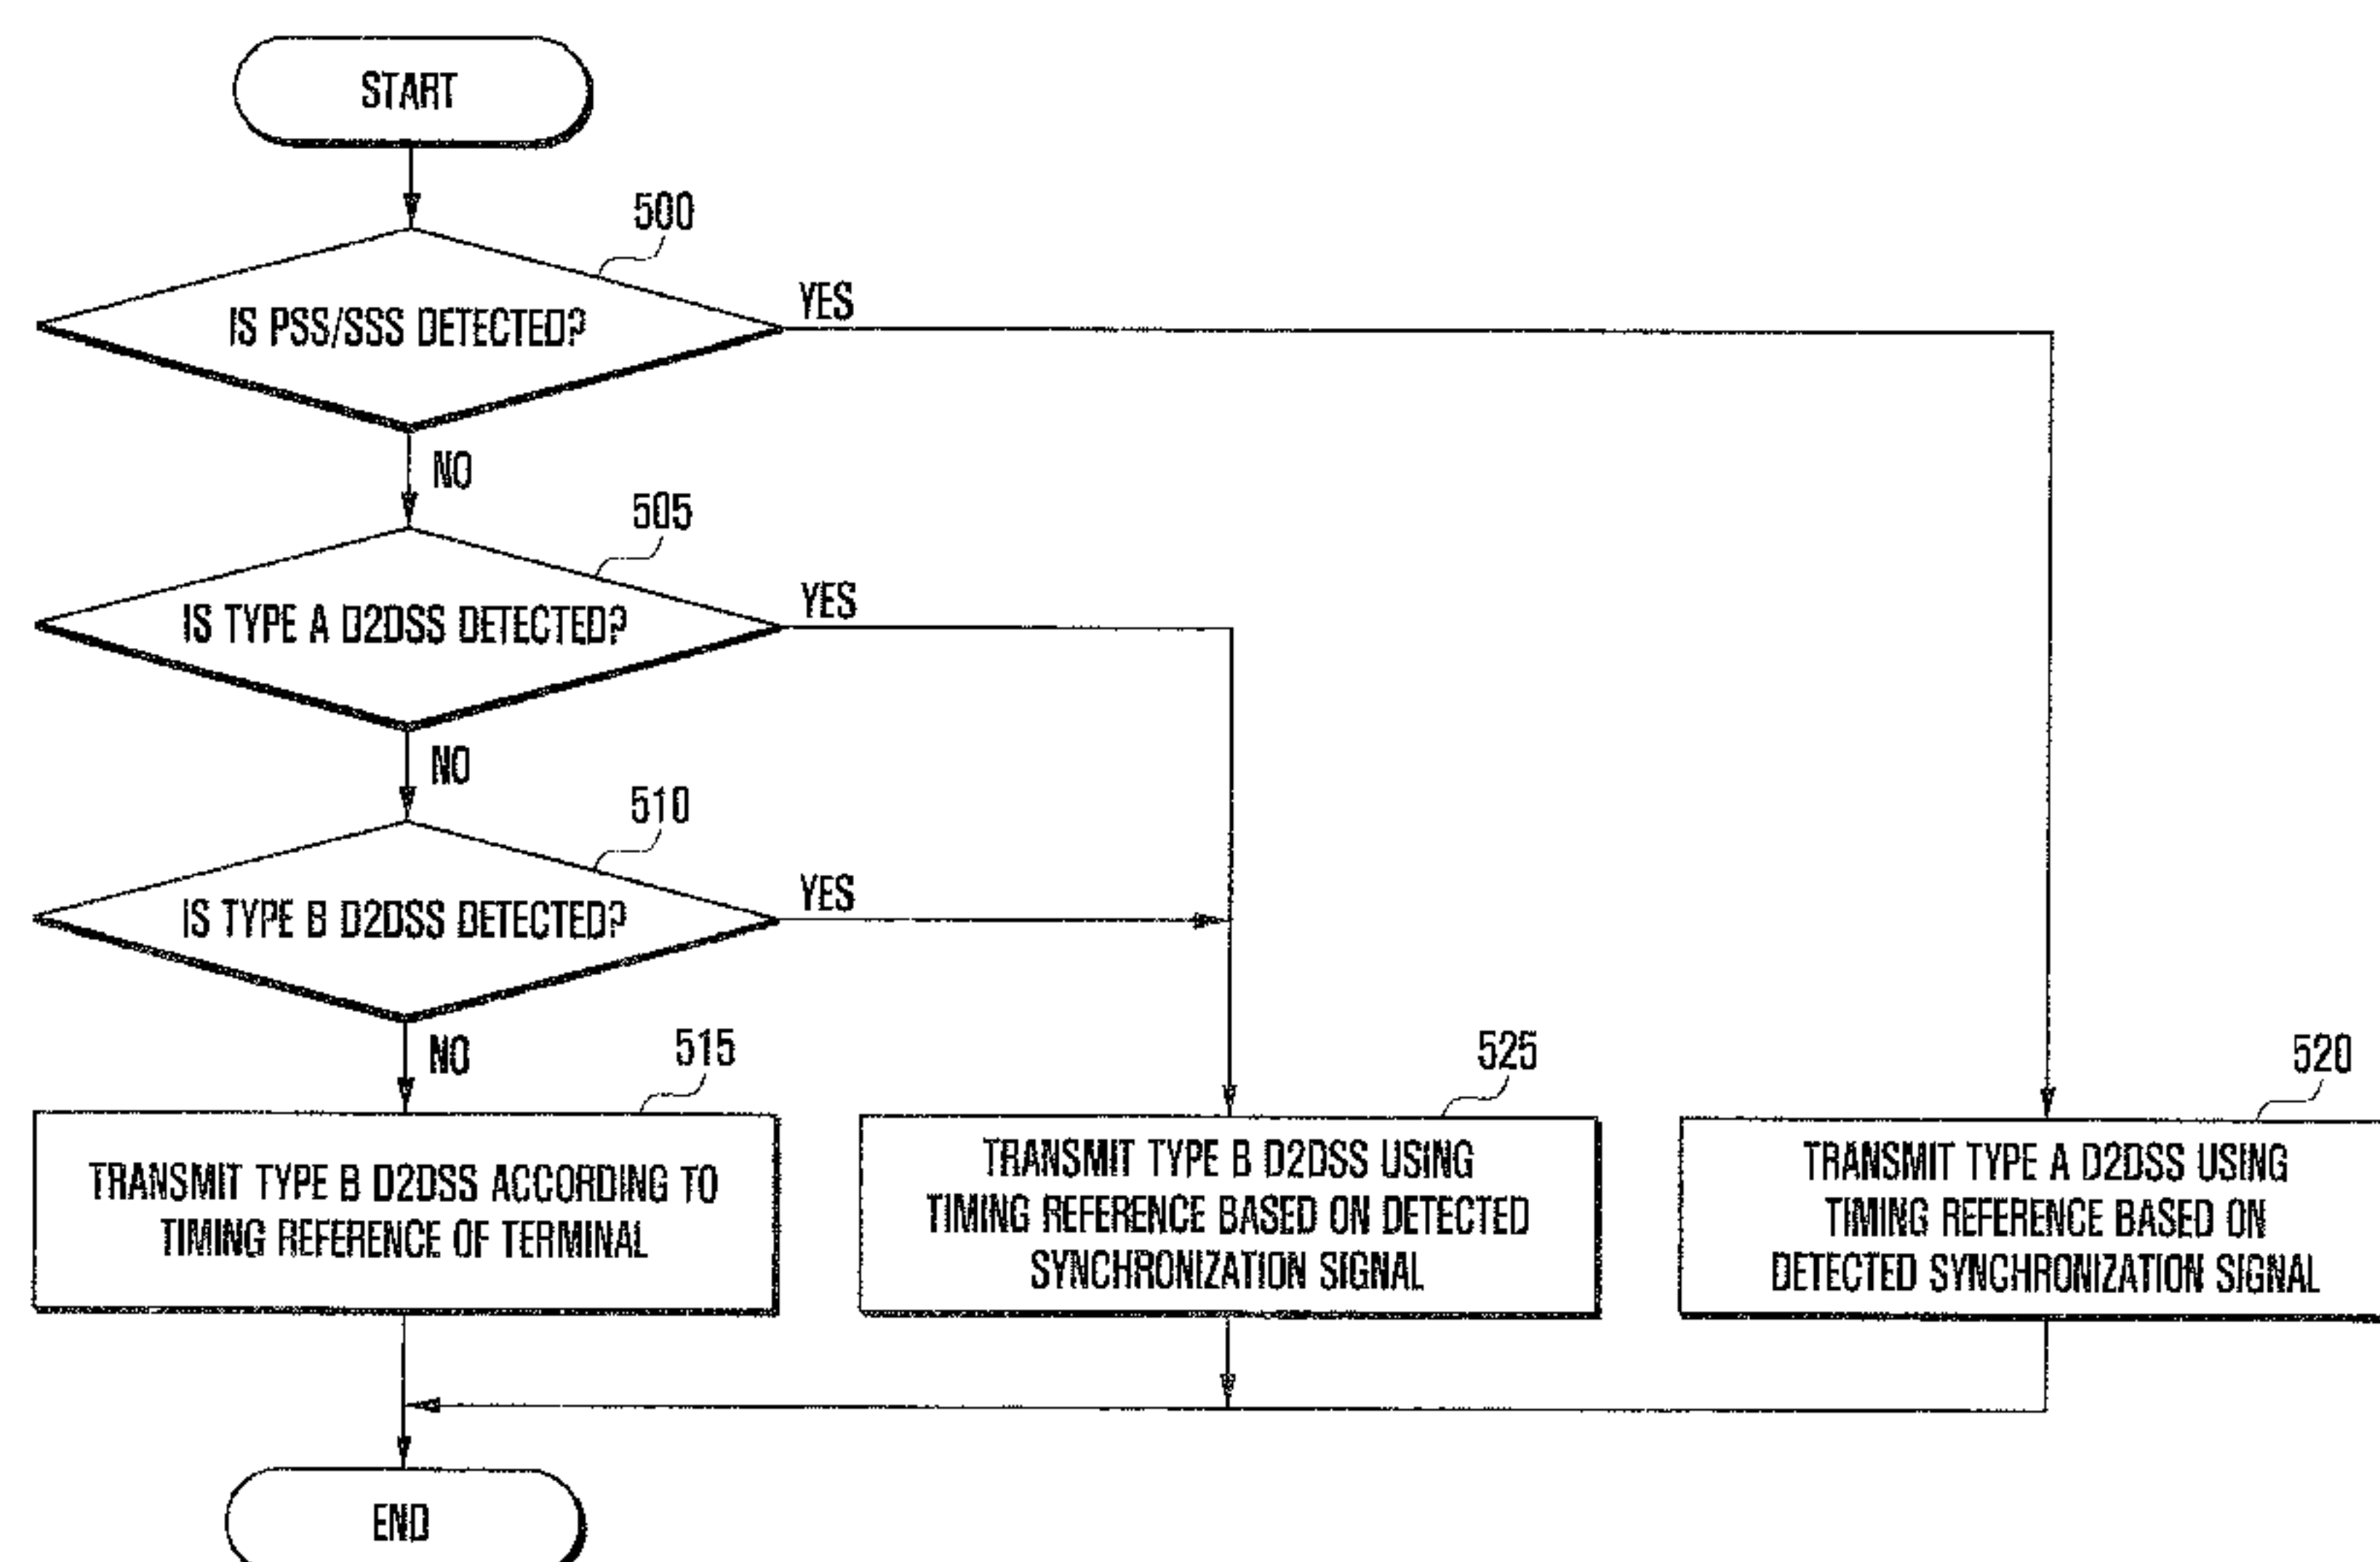 START
500
IS PSS/SSS DETECTED?
YES
NO
505
IS TYPE A D2DSS DETECTED?
YES
NO
510
IS TYPE B D2DSS DETECTED?
YES
NO
515
TRANSMIT TYPE B D2DSS ACCORDING TO
TIMING REFERENCE OF TERMINAL
525
TRANSMIT TYPE B D2DSS USING
TIMING REFERENCE BASED ON DETECTED
SYNCHRONIZATION SIGNAL
520
TRANSMIT TYPE A D2DSS USING
TIMING REFERENCE BASED ON
DETECTED SYNCHRONIZATION SIGNAL
END